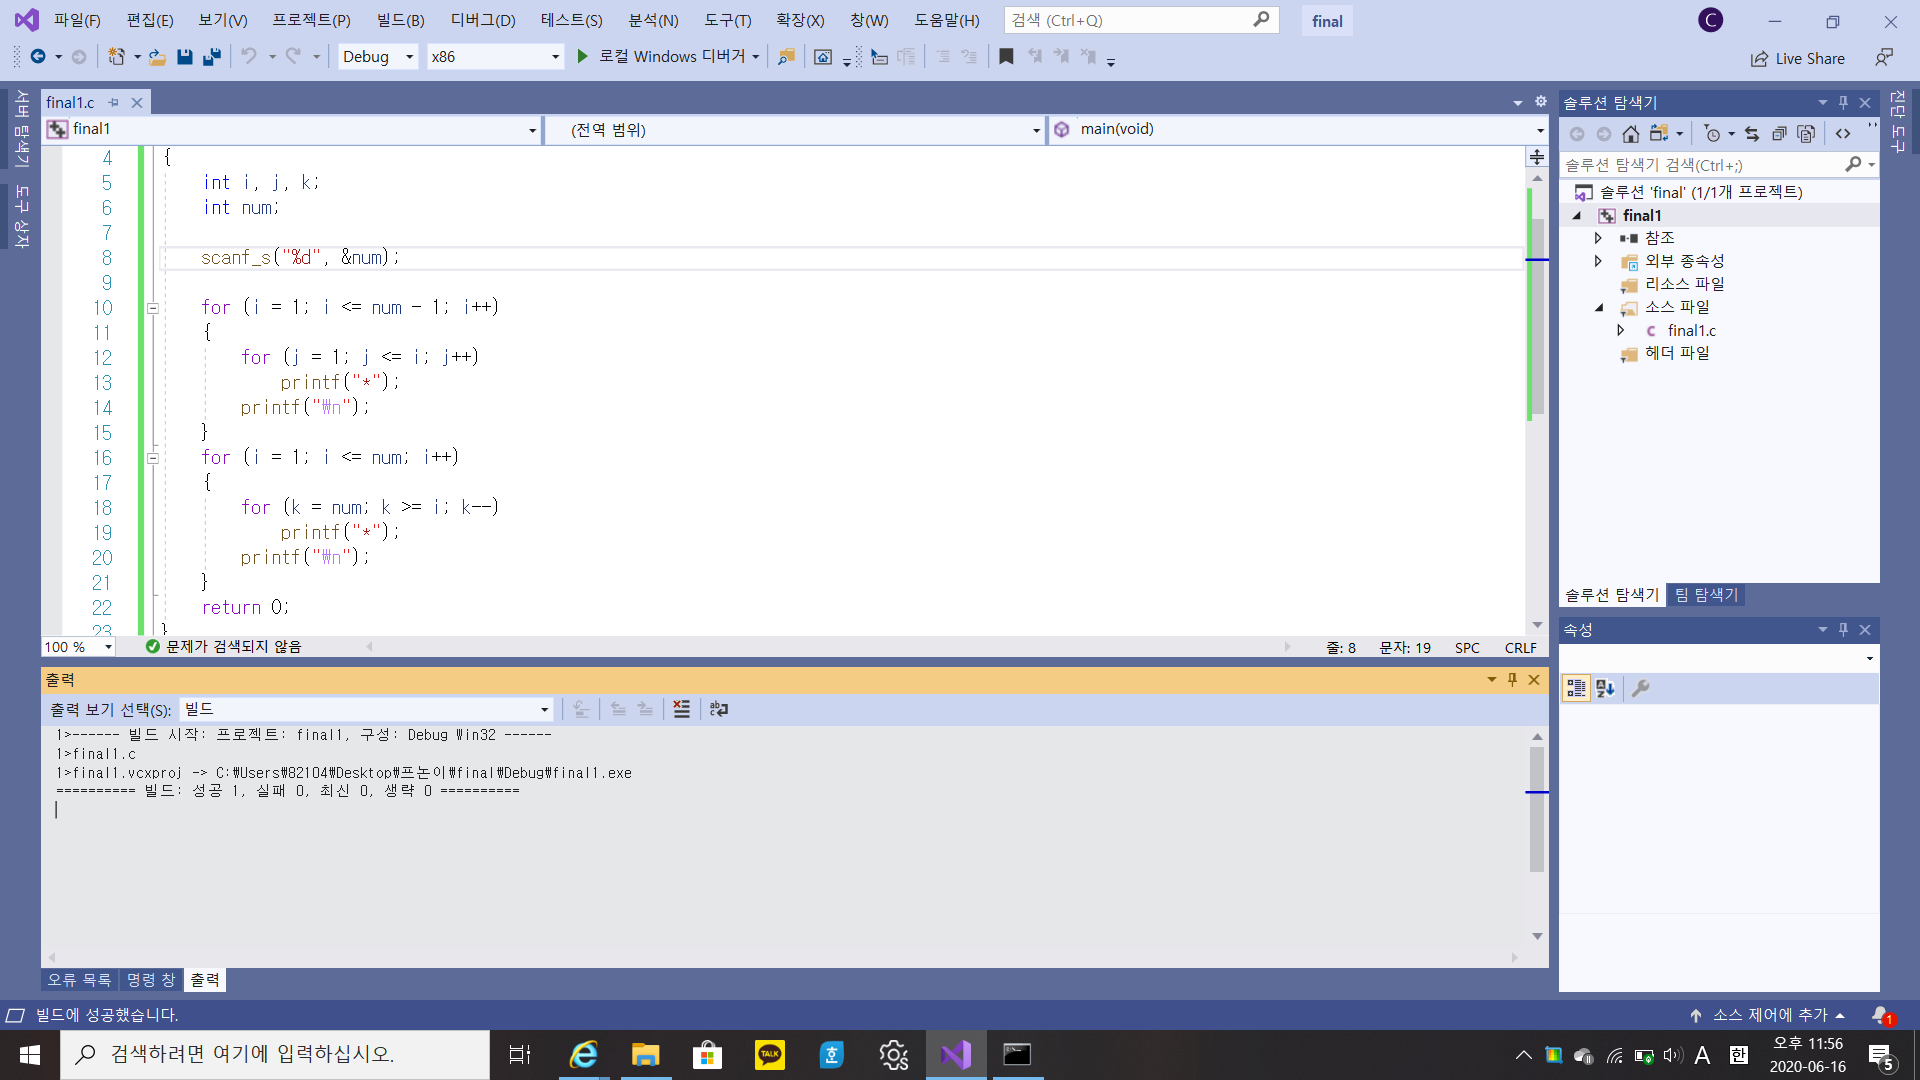 파일(F) 편집(E) 보기(V) 프로젝트(P) 빌드(B) 디버그(D) 테스트(S) 분석(N) 도구(T) 확장(X) 창(W) 도움말(H) 검색 (Ctrl+Q) final C
Debug x86 로컬 Windows 디버거 Live Share
서버 탐색기
도구 상자
final1.c
final1 (전역 범위) main(void)
4 {
5 int i, j, k;
6 int num;
7
8 scanf_s("%d", &num);
9
10 for (i = 1; i <= num - 1; i++)
11 {
12 for (j = 1; j <= i; j++)
13 printf("*");
14 printf("₩n");
15 }
16 for (i = 1; i <= num; i++)
17 {
18 for (k = num; k >= i; k--)
19 printf("*");
20 printf("₩n");
21 }
22 return 0;
23 }
100 % 문제가 검색되지 않음 줄: 8 문자: 19 SPC CRLF
출력
출력 보기 선택(S): 빌드
1>------ 빌드 시작: 프로젝트: final1, 구성: Debug Win32 ------
1>final1.c
1>final1.vcxproj -> C:₩Users₩82104₩Desktop₩프논이₩final₩Debug₩final1.exe
========== 빌드: 성공 1, 실패 0, 최신 0, 생략 0 ==========
오류 목록 명령 창 출력
솔루션 탐색기
솔루션 탐색기 검색(Ctrl+;)
솔루션 'final' (1/1개 프로젝트)
final1
참조
외부 종속성
리소스 파일
소스 파일
final1.c
헤더 파일
솔루션 탐색기 팀 탐색기
속성
진단 도구
빌드에 성공했습니다. 소스 제어에 추가 1
검색하려면 여기에 입력하십시오. TALK 호 A 한 오후 11:56
2020-06-16 5